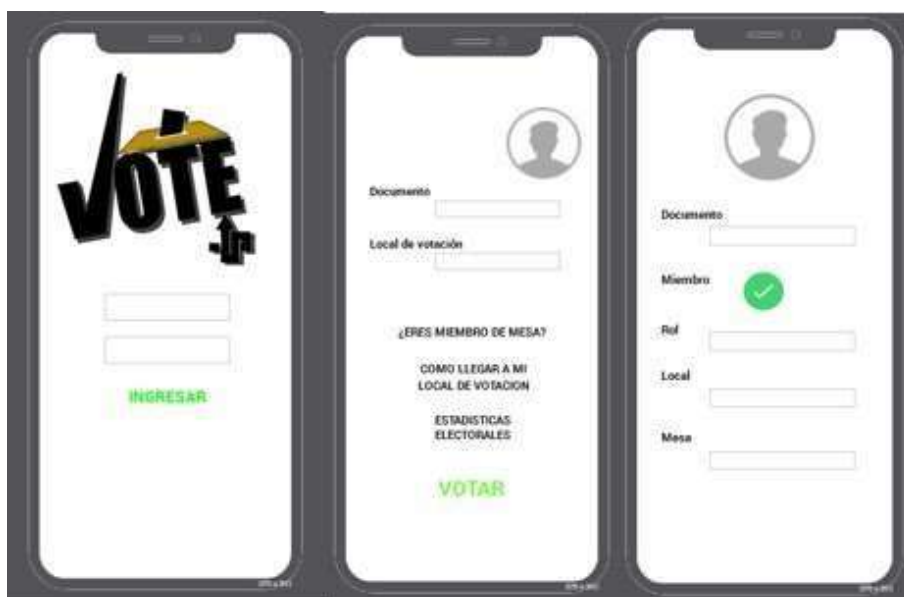 VOTE
INGRESAR
Documento
Local de votación
¿ERES MIEMBRO DE MESA?
COMO LLEGAR A MI
LOCAL DE VOTACION
ESTADISTICAS
ELECTORALES
VOTAR
Documento
Miembro
Rol
Local
Mesa